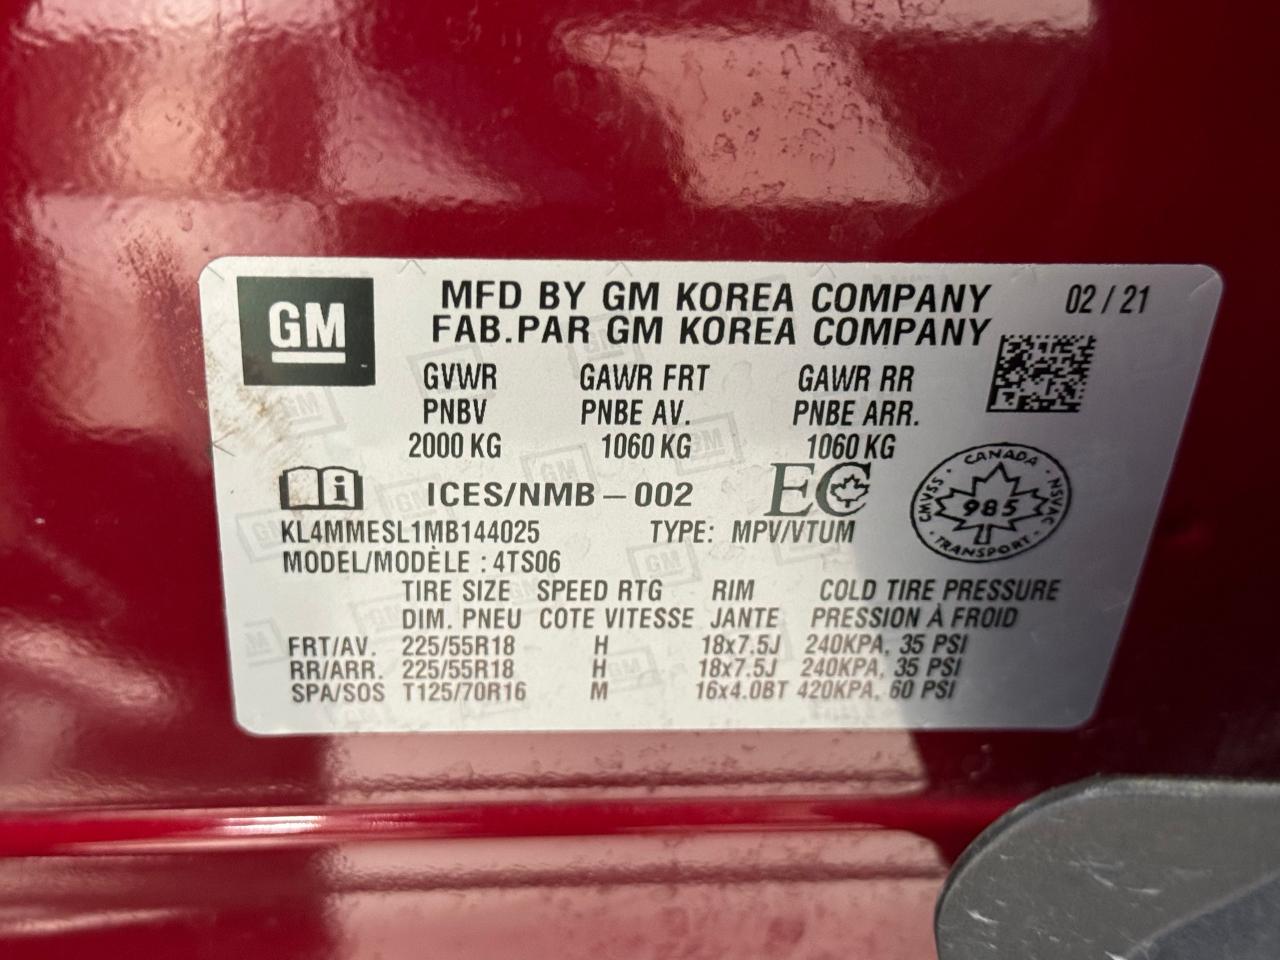 GM
MFD BY GM KOREA COMPANY 02 / 21
FAB.PAR GM KOREA COMPANY
GVWR GAWR FRT GAWR RR
PNBV PNBE AV. PNBE ARR.
2000 KG 1060 KG 1060 KG
i ICES/NMB – 002 EC
CANADA
CMVSS 985 NSVAC
TRANSPORT
KL4MMESL1MB144025 TYPE: MPV/VTUM
MODEL/MODÈLE : 4TS06
TIRE SIZE SPEED RTG RIM COLD TIRE PRESSURE
DIM. PNEU COTE VITESSE JANTE PRESSION À FROID
FRT/AV. 225/55R18 H 18x7.5J 240KPA, 35 PSI
RR/ARR. 225/55R18 H 18x7.5J 240KPA, 35 PSI
SPA/SOS T125/70R16 M 16x4.0BT 420KPA, 60 PSI